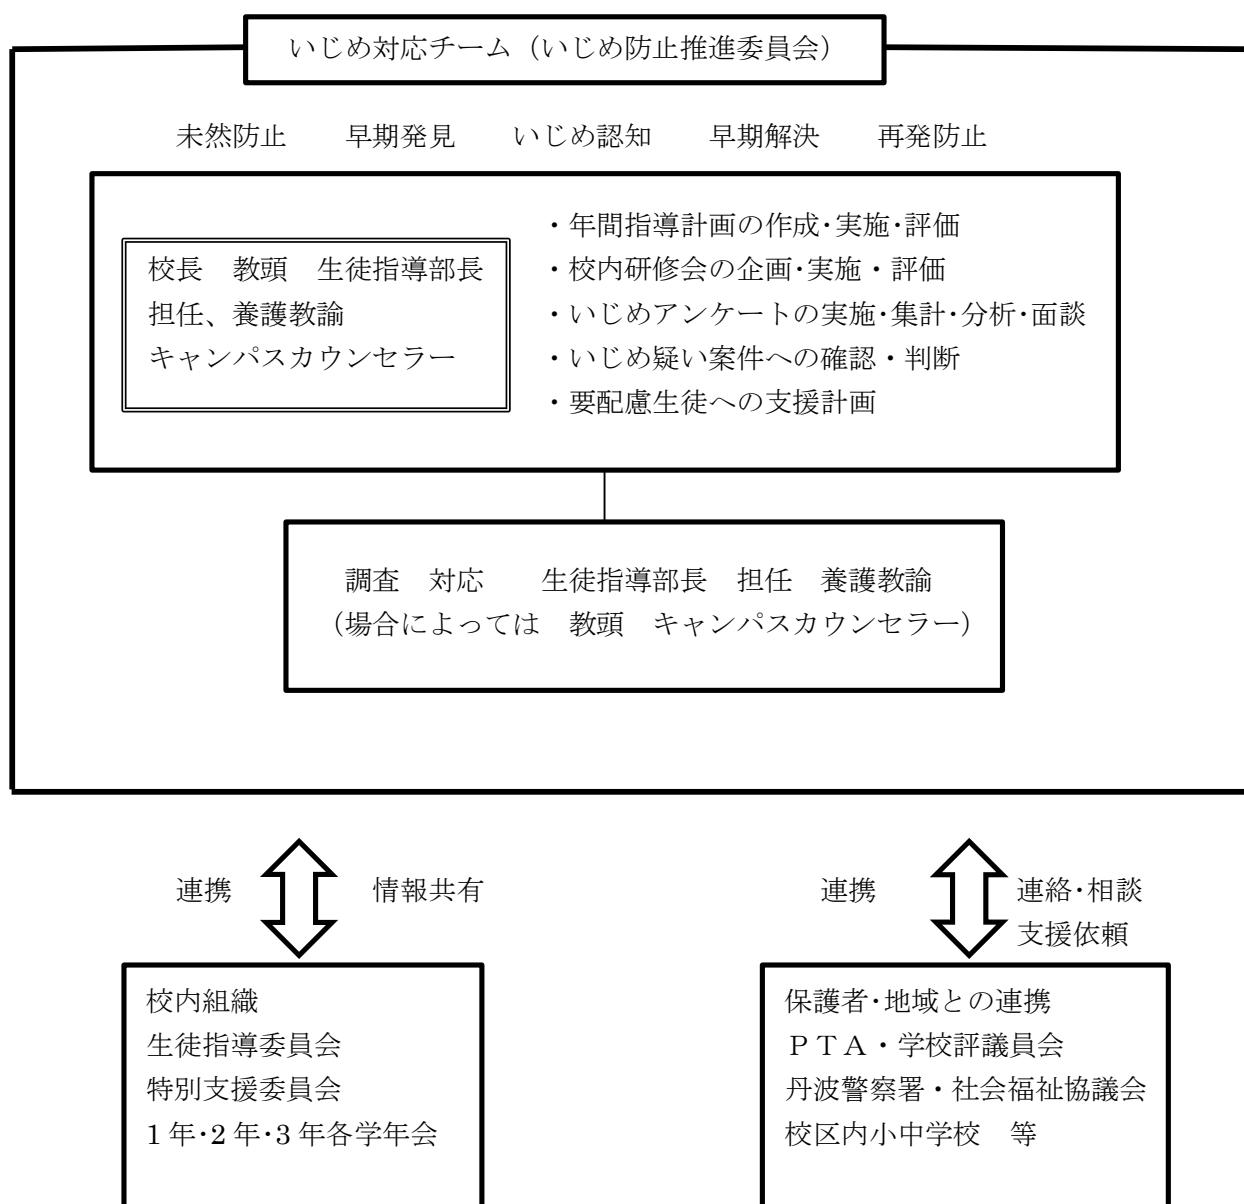 いじめ対応チーム（いじめ防止推進委員会）
未然防止　早期発見　いじめ認知　早期解決　再発防止
校長　教頭　生徒指導部長
担任、養護教諭
キャンパスカウンセラー
・年間指導計画の作成･実施･評価
・校内研修会の企画･実施・評価
・いじめアンケートの実施･集計･分析･面談
・いじめ疑い案件への確認・判断
・要配慮生徒への支援計画
調査　対応　　生徒指導部長　担任　養護教諭
（場合によっては　教頭　キャンパスカウンセラー）
連携　情報共有
校内組織
生徒指導委員会
特別支援委員会
1 年･2 年･3 年各学年会
連携　連絡･相談
支援依頼
保護者･地域との連携
ＰＴＡ・学校評議員会
丹波警察署・社会福祉協議会
校区内小中学校　等